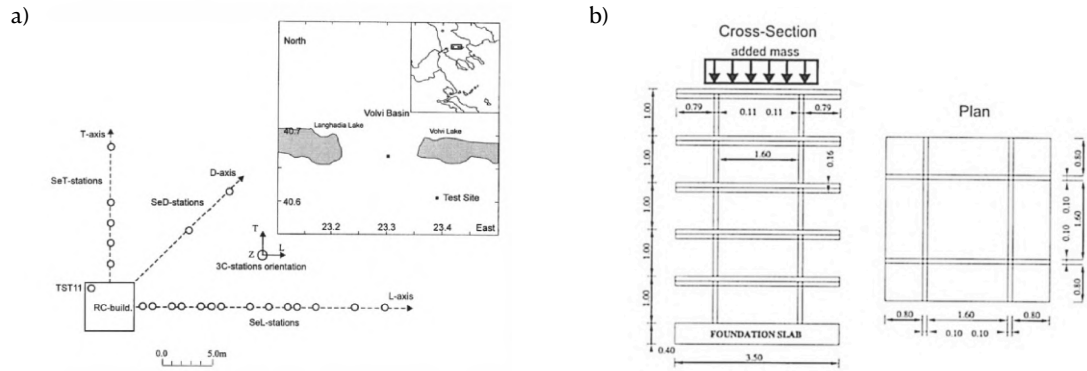 a)
North
Volvi Basin
Langhadia Lake
Volvi Lake
40.7
40.6
Test Site
23.2
23.3
23.4
East
T-axis
SeT-stations
D-axis
SeD-stations
T
Z
L
3C-stations orientation
TST11
RC-build.
L-axis
SeL-stations
0.0
5.0m
b)
Cross-Section
added mass
0.79
0.11
0.11
0.79
1.00
1.00
1.00
1.00
1.00
1.60
0.16
FOUNDATION SLAB
0.40
3.50
Plan
0.80
0.10
0.10
1.60
0.80
0.80
1.60
0.80
0.10
0.10